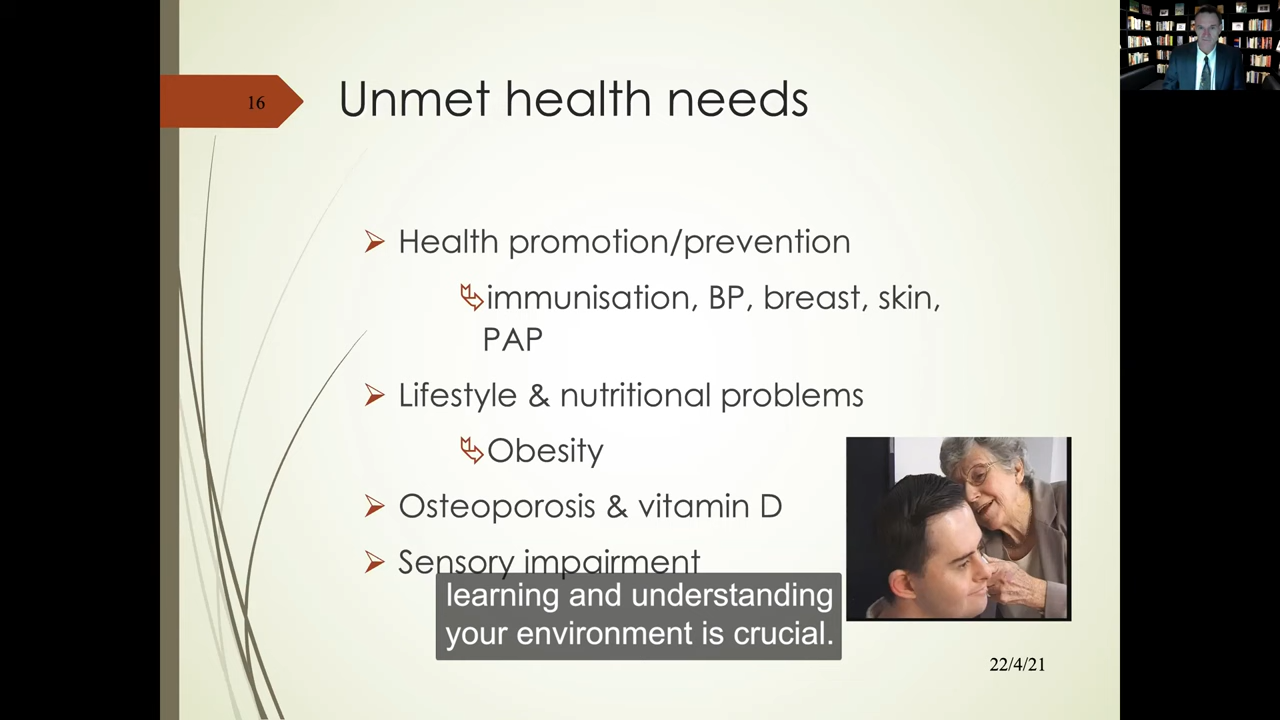 16
Unmet health needs
Health promotion/prevention
immunisation, BP, breast, skin,
PAP
Lifestyle & nutritional problems
Obesity
Osteoporosis & vitamin D
Sensory impairment
learning and understanding
your environment is crucial.
22/4/21